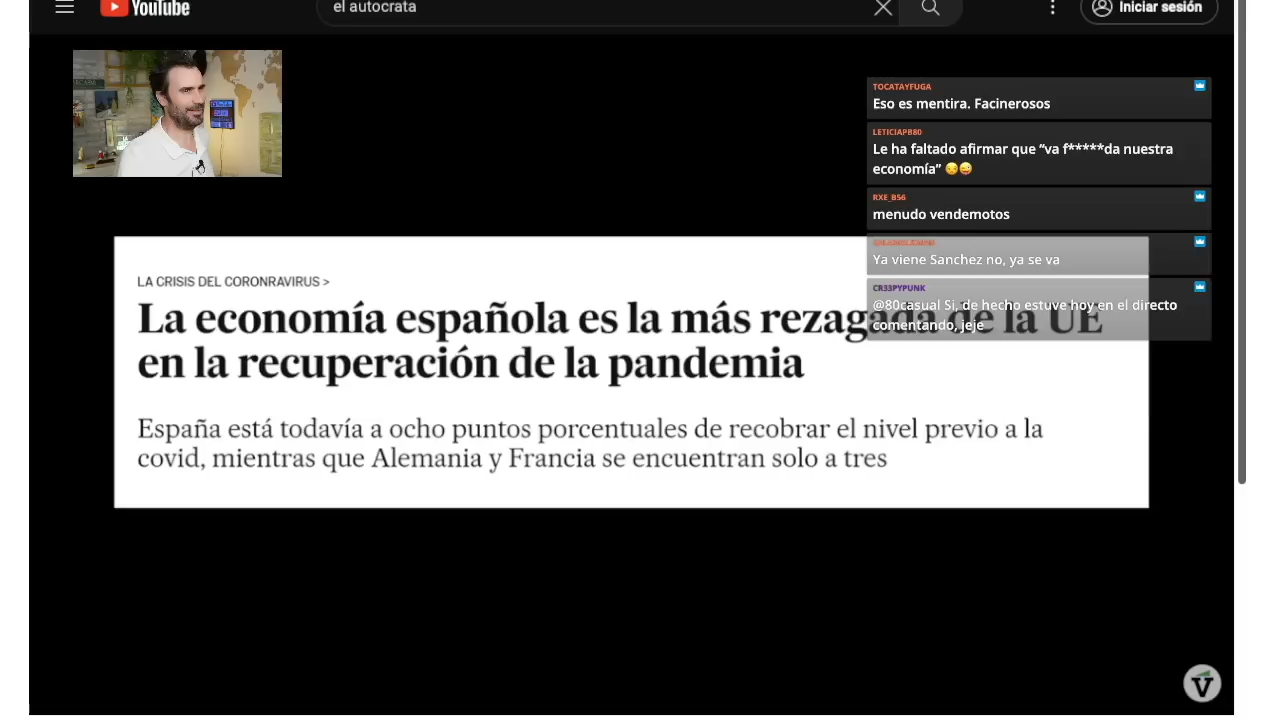 YouTube
el autocrata
Iniciar sesión
TOCATAYFUGA
Eso es mentira. Facinerosos
LETICIAPB80
Le ha faltado afirmar que “va f*****da nuestra
economía” 😏😜
RXE_B56
menudo vendemotos
Ya viene Sanchez no, ya se va
CR33PYPUNK
@80casual Si, de hecho estuve hoy en el directo
comentando, jeje
LA CRISIS DEL CORONRAVIRUS >
La economía española es la más rezagada de la UE
en la recuperación de la pandemia
España está todavía a ocho puntos porcentuales de recobrar el nivel previo a la
covid, mientras que Alemania y Francia se encuentran solo a tres
V